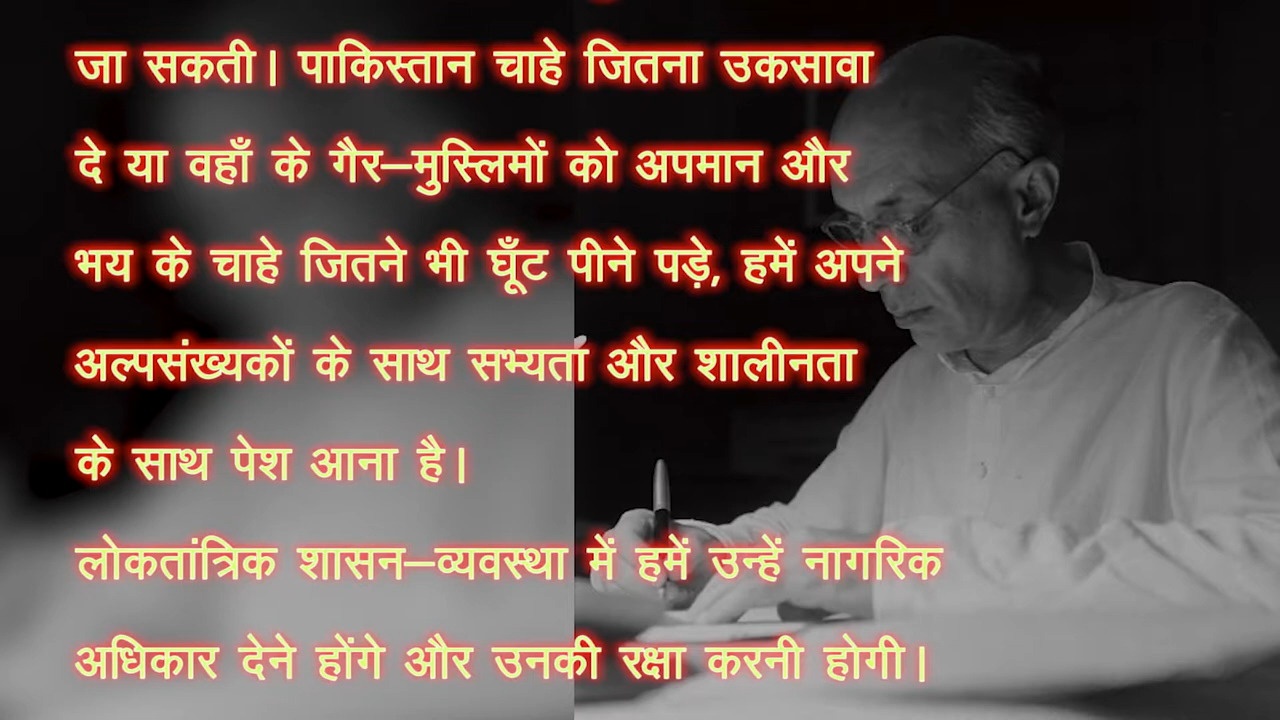 जा सकती। पाकिस्तान चाहे जितना उकसावा
दे या वहाँ के गैर–मुस्लिमों को अपमान और
भय के चाहे जितने भी घूँट पीने पड़े, हमें अपने
अल्पसंख्यकों के साथ सभ्यता और शालीनता
के साथ पेश आना है।
लोकतांत्रिक शासन–व्यवस्था में हमें उन्हें नागरिक
अधिकार देने होंगे और उनकी रक्षा करनी होगी।